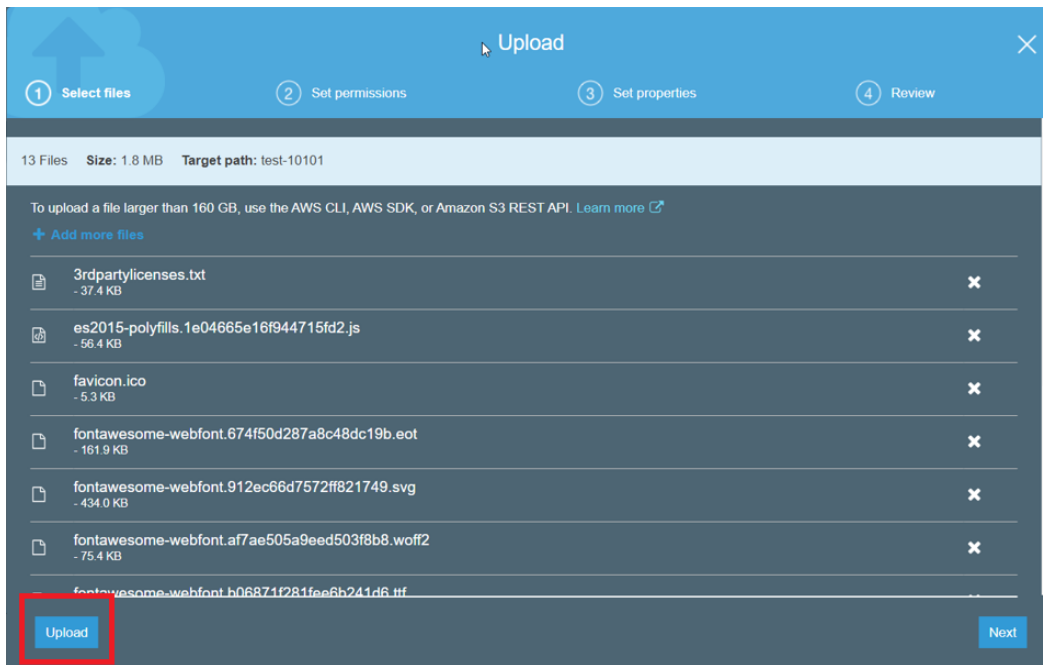 Upload
1 Select files 2 Set permissions 3 Set properties 4 Review
13 Files Size: 1.8 MB Target path: test-10101
To upload a file larger than 160 GB, use the AWS CLI, AWS SDK, or Amazon S3 REST API. Learn more
Add more files
3rdpartylicenses.txt
- 37.4 KB
es2015-polyfills.1e04665e16f944715fd2.js
- 56.4 KB
favicon.ico
- 5.3 KB
fontawesome-webfont.674f50d287a8c48dc19b.eot
- 161.9 KB
fontawesome-webfont.912ec66d7572ff821749.svg
- 434.0 KB
fontawesome-webfont.af7ae505a9eed503f8b8.woff2
- 75.4 KB
fontawesome-webfont.b06871f281fee6b241d6.ttf
Upload Next